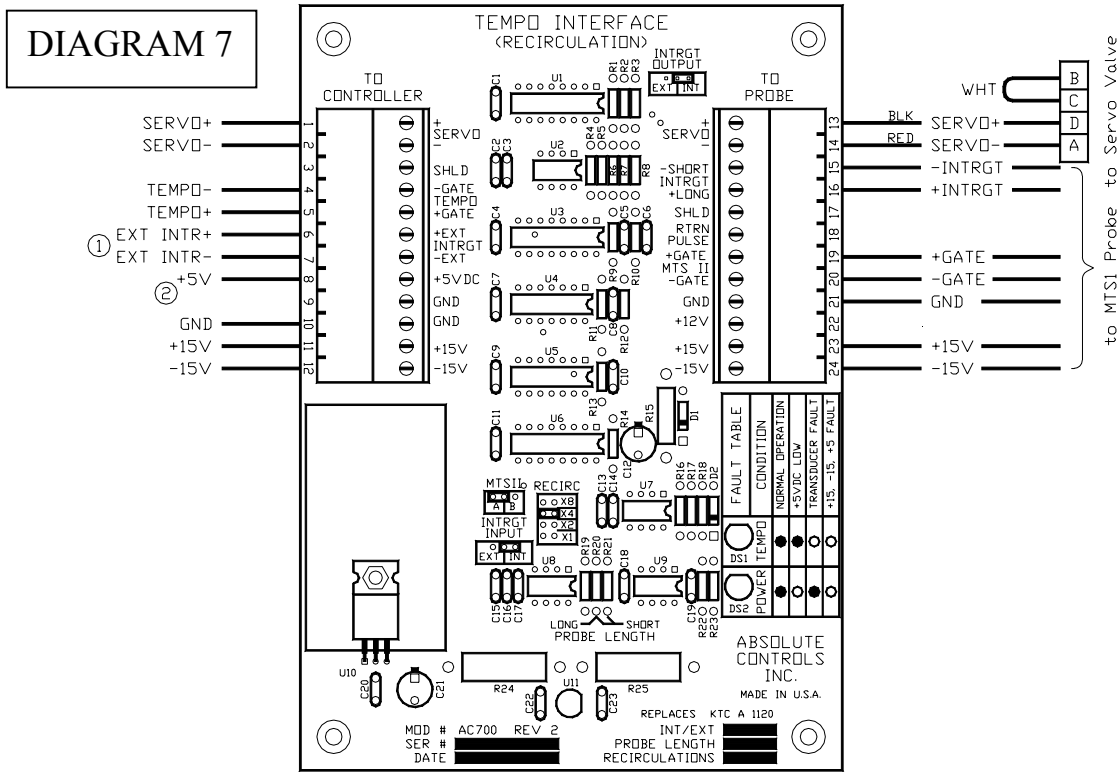 DIAGRAM 7
TEMPO INTERFACE
(RECIRCULATION)
INTRGT
OUTPUT
EXT INT
TO
CONTROLLER
TO
PROBE
SERVO+
SERVO-
TEMPO-
TEMPO+
① EXT INTR+
EXT INTR-
② +5V
GND
+15V
-15V
1
2
3
4
5
6
7
8
9
10
11
12
+
SERVO
-
SHLD
-GATE
TEMPO
+GATE
+EXT
INTRGT
-EXT
+5VDC
GND
GND
+15V
-15V
C1
U1
R1
R2
R3
C2
C3
U2
R4
R5
R6
R7
R8
C4
U3
C5
C6
R9
R10
C7
U4
R11
C8
R12
C9
U5
C10
R13
C11
U6
R14
C12
R15
D1
+
SERVO
-
-SHORT
INTRGT
+LONG
SHLD
RTRN
PULSE
+GATE
MTS II
-GATE
GND
+12V
+15V
-15V
13
14
15
16
17
18
19
20
21
22
23
24
BLK
RED
SERVO+
SERVO-
-INTRGT
+INTRGT
+GATE
-GATE
GND
+15V
-15V
WHT
B
C
D
A
to Servo Valve
to MTS1 Probe
MTSII
A B
RECIRC
X8
X4
X2
X1
INTRGT
INPUT
EXT INT
C13
C14
U7
R16
R17
R18
D2
C15
C16
C17
U8
R19
R20
R21
C18
U9
C19
R22
R23
LONG SHORT
PROBE LENGTH
FAULT TABLE
CONDITION
NORMAL OPERATION
+5VDC LOW
TRANSDUCER FAULT
+15, -15, +5 FAULT
TEMPO
DS1
POWER
DS2
ABSOLUTE
CONTROLS
INC.
MADE IN U.S.A.
U10
C20
C21
R24
C22
U11
C23
R25
REPLACES KTC A 1120
MOD # AC700 REV 2
SER #
DATE
INT/EXT
PROBE LENGTH
RECIRCULATIONS